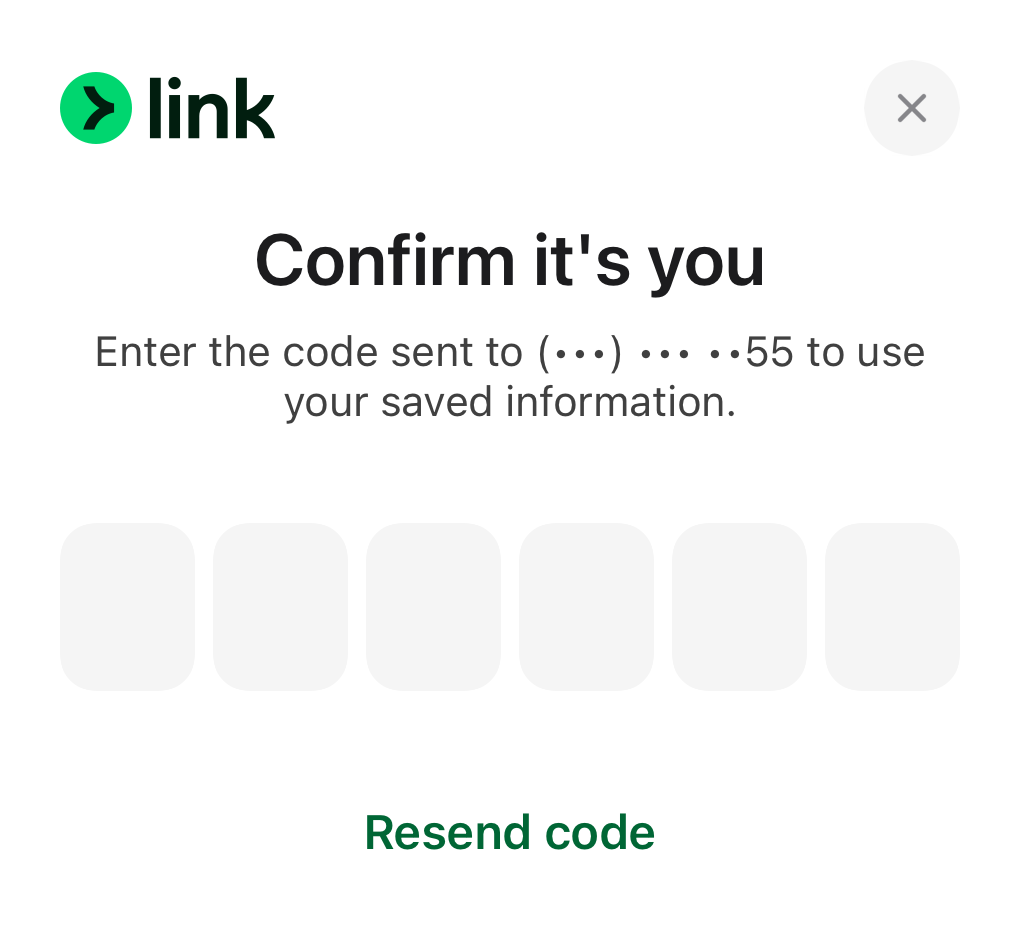 link
Confirm it's you
Enter the code sent to (•••) ••• ••55 to use
your saved information.
Resend code